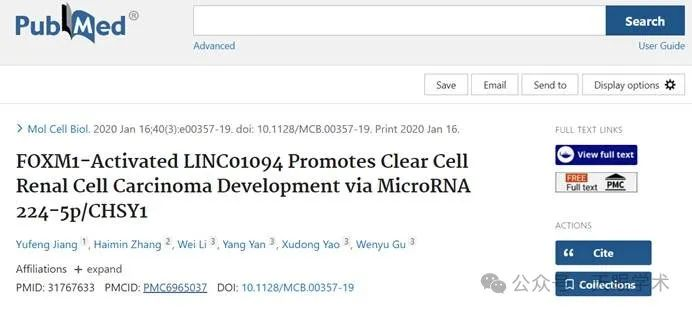 PubMed®
Search
Advanced
User Guide
Save
Email
Send to
Display options
Mol Cell Biol. 2020 Jan 16;40(3):e00357-19. doi: 10.1128/MCB.00357-19. Print 2020 Jan 16.
FULL TEXT LINKS
FOXM1-Activated LINC01094 Promotes Clear Cell
Renal Cell Carcinoma Development via MicroRNA
224-5p/CHSY1
View full text
FREE
Full text
PMC
Yufeng Jiang 1, Haimin Zhang 2, Wei Li 3, Yang Yan 3, Xudong Yao 3, Wenyu Gu 3
ACTIONS
Affiliations + expand
Cite
PMID: 31767633 PMCID: PMC6965037 DOI: 10.1128/MCB.00357-19
Collections
公众号
学术